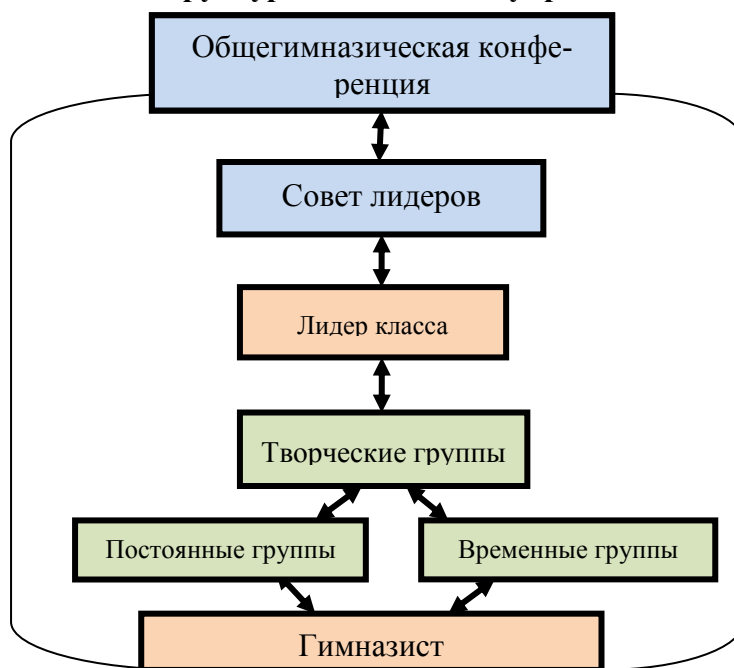 Общегимназическая конфе-
ренция
Совет лидеров
Лидер класса
Творческие группы
Постоянные группы
Временные группы
Гимназист